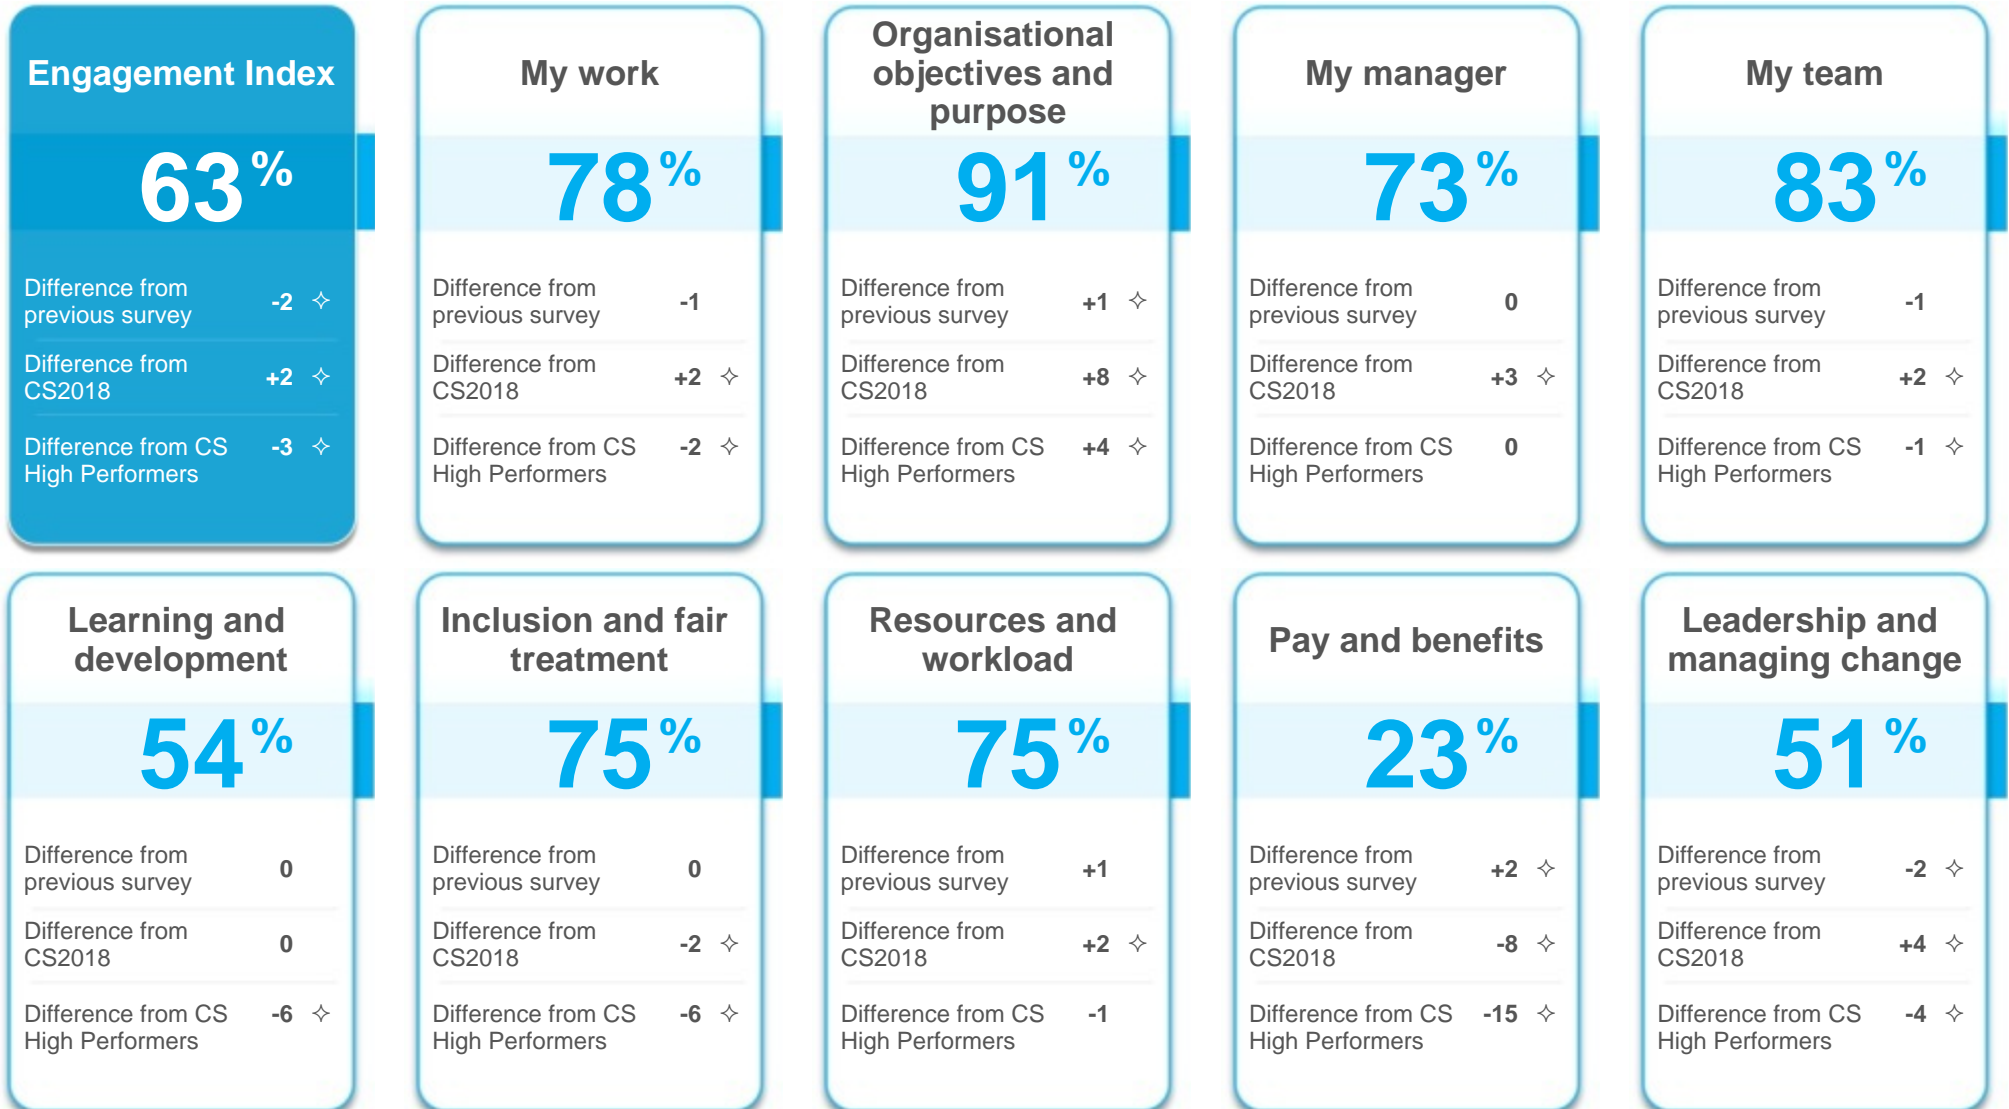 Engagement Index
63%
Difference from
previous survey
-2 ✧
Difference from
CS2018
+2 ✧
Difference from CS
High Performers
-3 ✧
My work
78%
Difference from
previous survey
-1
Difference from
CS2018
+2 ✧
Difference from CS
High Performers
-2 ✧
Organisational
objectives and
purpose
91%
Difference from
previous survey
+1 ✧
Difference from
CS2018
+8 ✧
Difference from CS
High Performers
+4 ✧
My manager
73%
Difference from
previous survey
0
Difference from
CS2018
+3 ✧
Difference from CS
High Performers
0
My team
83%
Difference from
previous survey
-1
Difference from
CS2018
+2 ✧
Difference from CS
High Performers
-1 ✧
Learning and
development
54%
Difference from
previous survey
0
Difference from
CS2018
0
Difference from CS
High Performers
-6 ✧
Inclusion and fair
treatment
75%
Difference from
previous survey
0
Difference from
CS2018
-2 ✧
Difference from CS
High Performers
-6 ✧
Resources and
workload
75%
Difference from
previous survey
+1
Difference from
CS2018
+2 ✧
Difference from CS
High Performers
-1
Pay and benefits
23%
Difference from
previous survey
+2 ✧
Difference from
CS2018
-8 ✧
Difference from CS
High Performers
-15 ✧
Leadership and
managing change
51%
Difference from
previous survey
-2 ✧
Difference from
CS2018
+4 ✧
Difference from CS
High Performers
-4 ✧